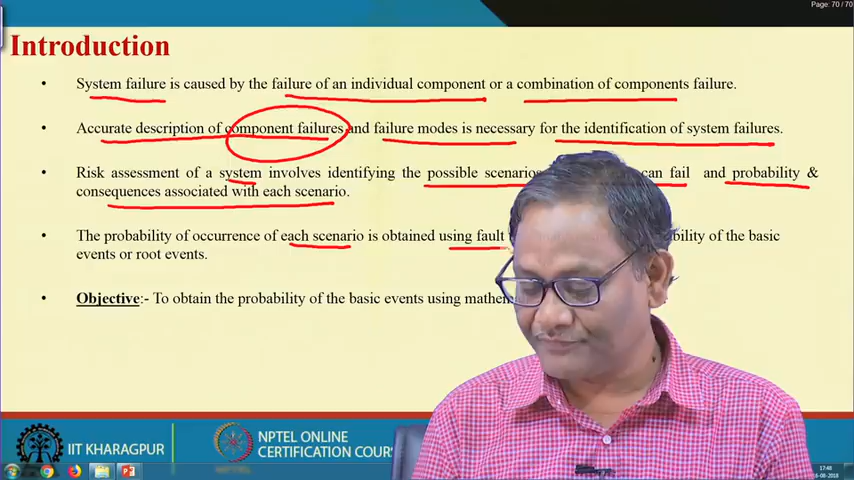 Page: 70 / 70
Introduction
• System failure is caused by the failure of an individual component or a combination of components failure.
• Accurate description of component failures and failure modes is necessary for the identification of system failures.
• Risk assessment of a system involves identifying the possible scenarios can fail and probability &
consequences associated with each scenario.
• The probability of occurrence of each scenario is obtained using fault of the basic
events or root events.
• Objective:- To obtain the probability of the basic events using
IIT KHARAGPUR
NPTEL ONLINE
CERTIFICATION
17:48